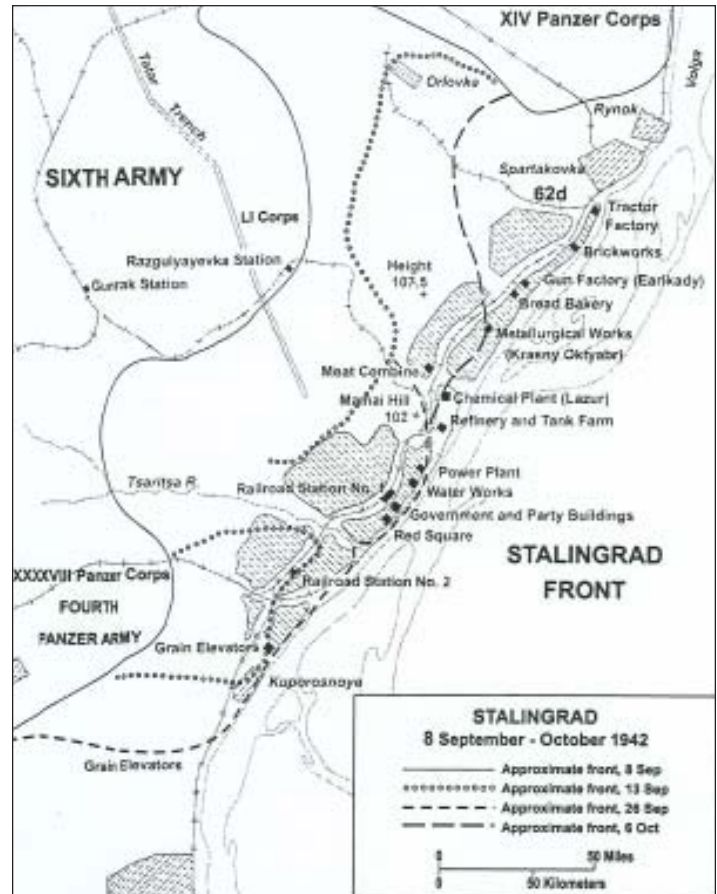 XIV Panzer Corps
Volga
Orlovka
Rynok
Tatar
Trench
Spartakovka
SIXTH ARMY
62d
Tractor
Factory
LI Corps
Brickworks
Razgulyayevka Station
Height
107.5
Gun Factory (Barikady)
Gumrak Station
Bread Bakery
Metallurgical Works
(Krasny Oktyabr)
Meat Combine
Mamai Hill
102
Chemical Plant (Lazur)
Refinery and Tank Farm
Tsaritsa R.
Power Plant
Railroad Station No. 1
Water Works
Government and Party Buildings
Red Square
STALINGRAD
FRONT
XXXXVIII Panzer Corps
FOURTH
PANZER ARMY
Railroad Station No. 2
Grain Elevators
Kuporosnoye
Grain Elevators
STALINGRAD
8 September - October 1942
Approximate front, 8 Sep
Approximate front, 13 Sep
Approximate front, 26 Sep
Approximate front, 6 Oct
0 50 Miles
0 50 Kilometers